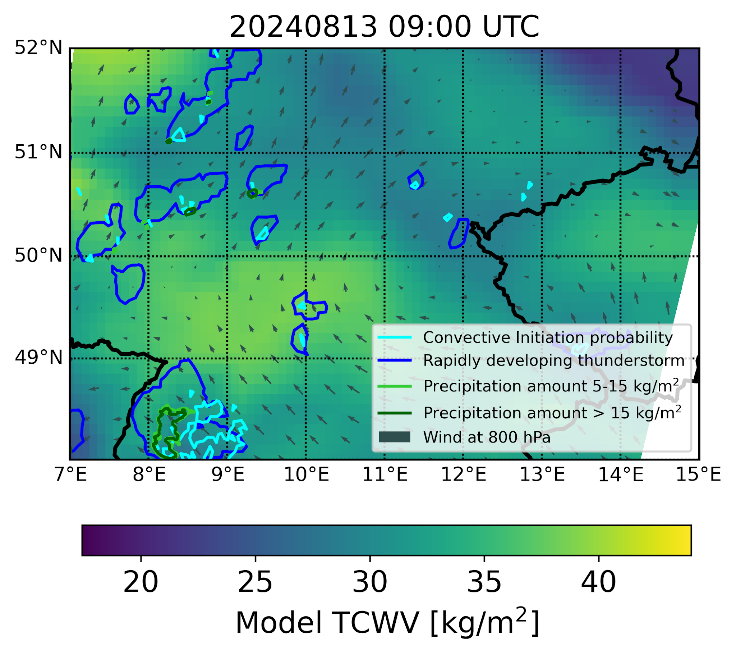 20240813 09:00 UTC
52°N
51°N
50°N
49°N
Convective Initiation probability
Rapidly developing thunderstorm
Precipitation amount 5-15 kg/m²
Precipitation amount > 15 kg/m²
Wind at 800 hPa
7°E 8°E 9°E 10°E 11°E 12°E 13°E 14°E 15°E
20 25 30 35 40
Model TCWV [kg/m²]